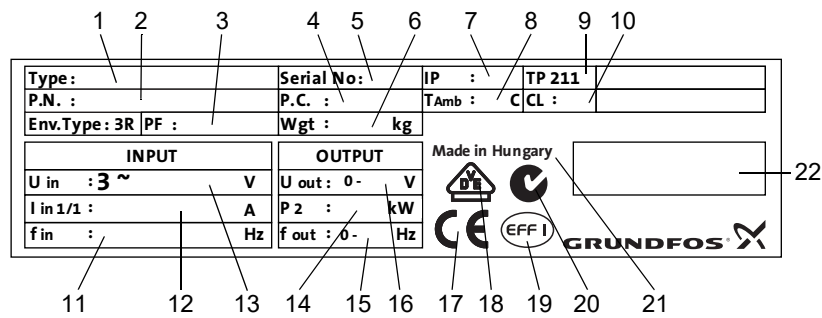 1 2 3 4 5 6 7 8 9 10
Type: Serial No: IP : TP 211
P.N. : P.C. : TAmb : C CL :
Env.Type: 3R PF : Wgt : kg
INPUT OUTPUT Made in Hungary
U in : 3 ~ V U out : 0 - V VDE 22
I in 1/1 : A P 2 : kW
f in : Hz f out : 0 - Hz CE EFF I GRUNDFOS
11 12 13 14 15 16 17 18 19 20 21